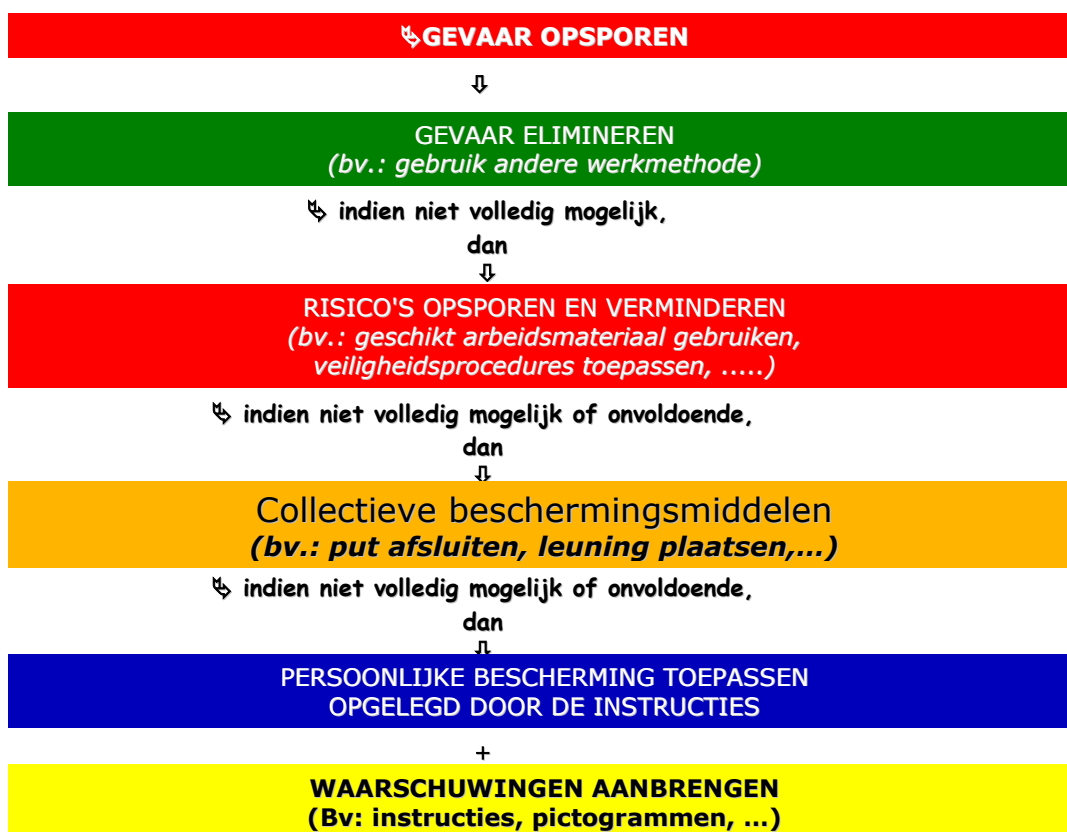 GEVAAR OPSPOREN
GEVAAR ELIMINEREN
(bv.: gebruik andere werkmethode)
indien niet volledig mogelijk,
dan
RISICO'S OPSPOREN EN VERMINDEREN
(bv.: geschikt arbeidsmateriaal gebruiken,
veiligheidsprocedures toepassen, .....)
indien niet volledig mogelijk of onvoldoende,
dan
Collectieve beschermingsmiddelen
(bv.: put afsluiten, leuning plaatsen,...)
indien niet volledig mogelijk of onvoldoende,
dan
PERSOONLIJKE BESCHERMING TOEPASSEN
OPGELEGD DOOR DE INSTRUCTIES
+
WAARSCHUWINGEN AANBRENGEN
(Bv: instructies, pictogrammen, ...)